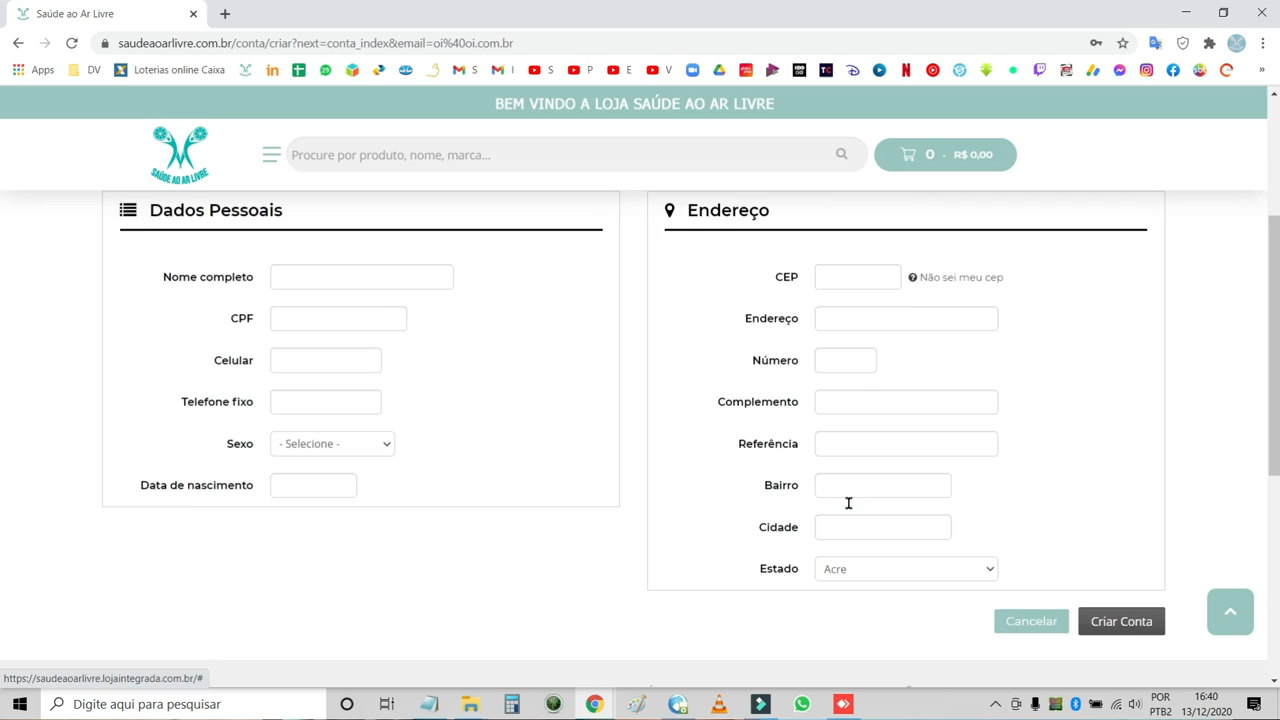 Saúde ao Ar Livre
saudeaoarlivre.com.br/conta/criar?next=conta_index&email=oi%40oi.com.br
Apps DV Loterias online Caixa S I S P E V
BEM VINDO A LOJA SAÚDE AO AR LIVRE
SAÚDE AO AR LIVRE
Procure por produto, nome, marca...
0 - R$ 0,00
Dados Pessoais
Nome completo
CPF
Celular
Telefone fixo
Sexo - Selecione -
Data de nascimento
Endereço
CEP Não sei meu cep
Endereço
Número
Complemento
Referência
Bairro
Cidade
Estado Acre
Cancelar Criar Conta
https://saudeaoarlivre.lojaintegrada.com.br/#
Digite aqui para pesquisar
POR 16:40
PTB2 13/12/2020